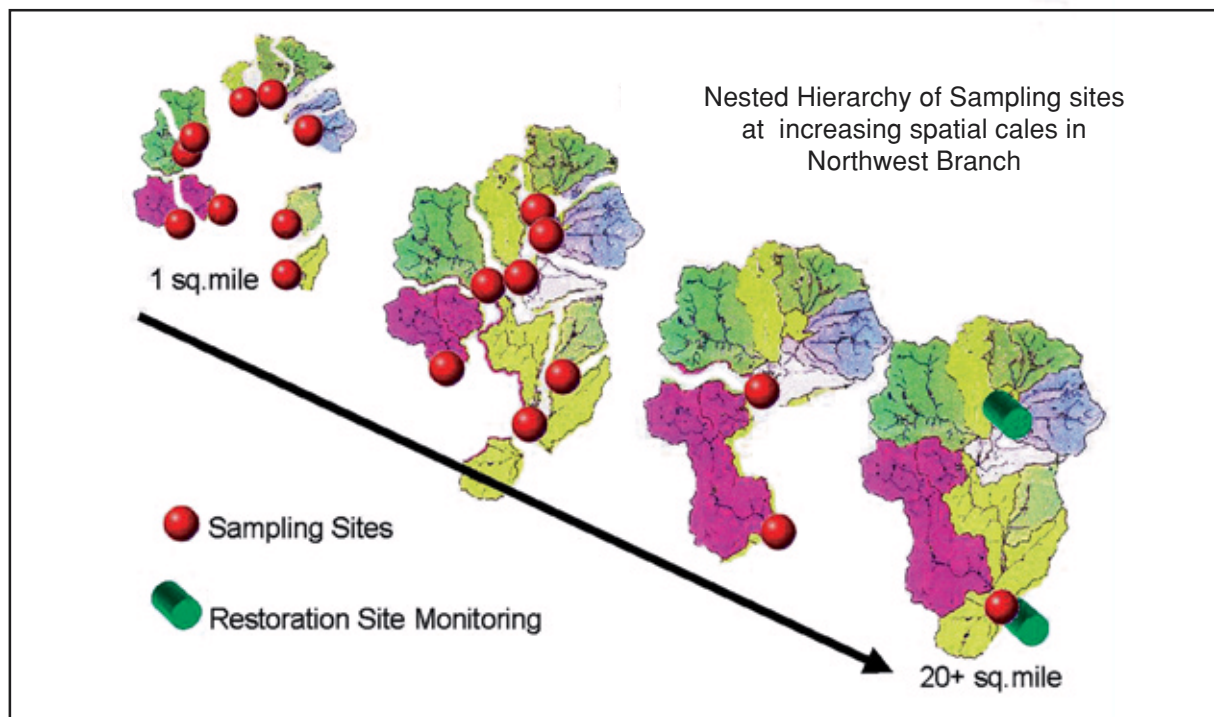 Nested Hierarchy of Sampling sites
at increasing spatial cales in
Northwest Branch
1 sq.mile
Sampling Sites
Restoration Site Monitoring
20+ sq.mile